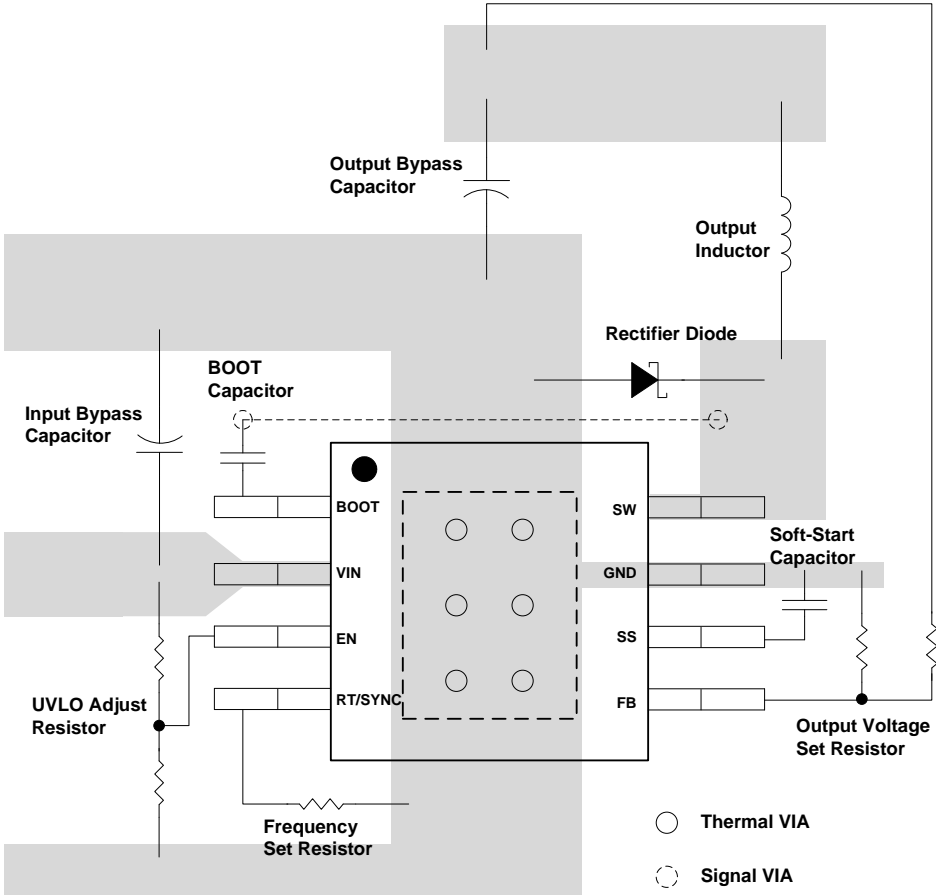 Output Bypass
Capacitor
Output
Inductor
Rectifier Diode
BOOT
Capacitor
Input Bypass
Capacitor
BOOT
SW
Soft-Start
Capacitor
VIN
GND
EN
SS
RT/SYNC
FB
UVLO Adjust
Resistor
Output Voltage
Set Resistor
Frequency
Set Resistor
Thermal VIA
Signal VIA